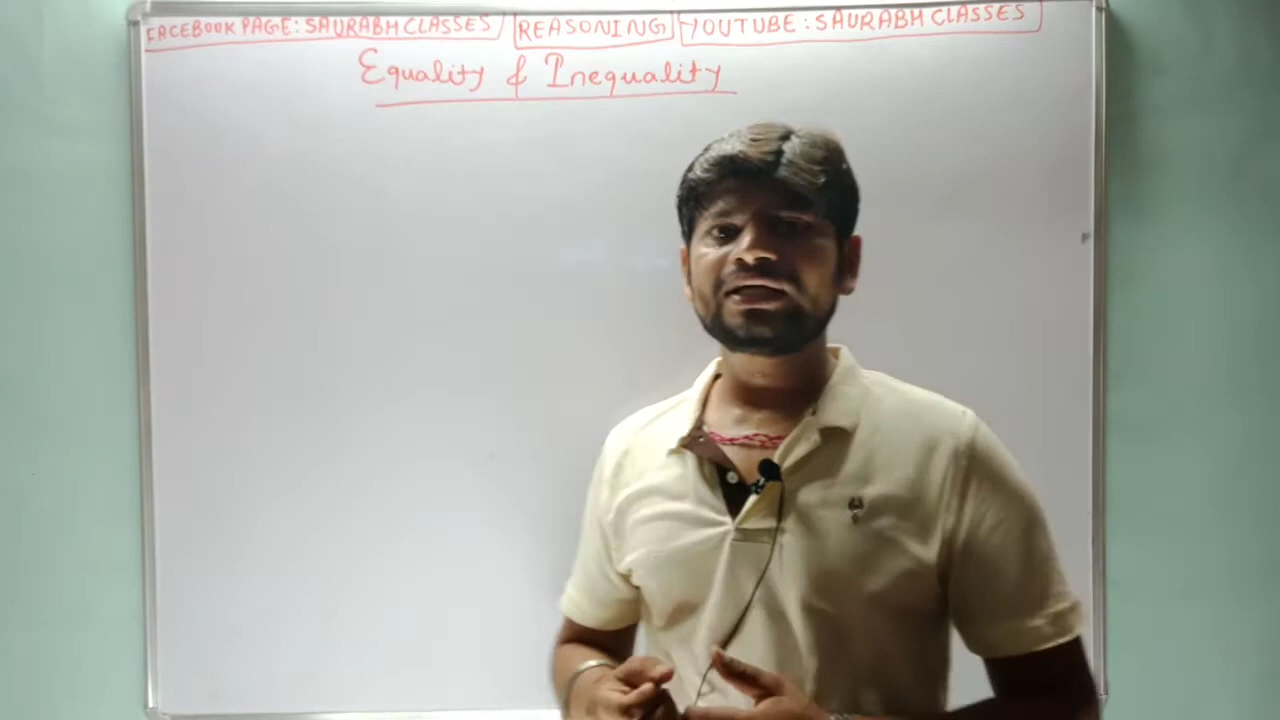 FACEBOOK PAGE: SAURABH CLASSES REASONING YOUTUBE: SAURABH CLASSES
Equality & Inequality